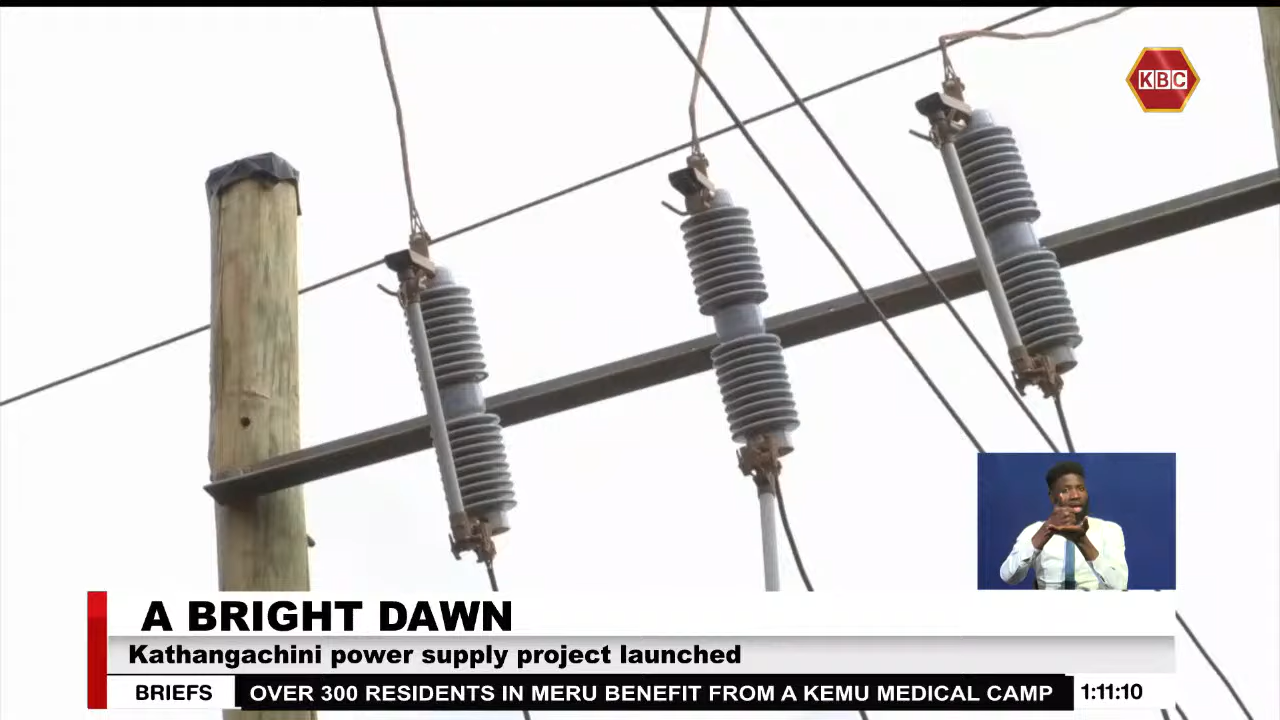 KBC
A BRIGHT DAWN
Kathangachini power supply project launched
BRIEFS OVER 300 RESIDENTS IN MERU BENEFIT FROM A KEMU MEDICAL CAMP 1:11:10